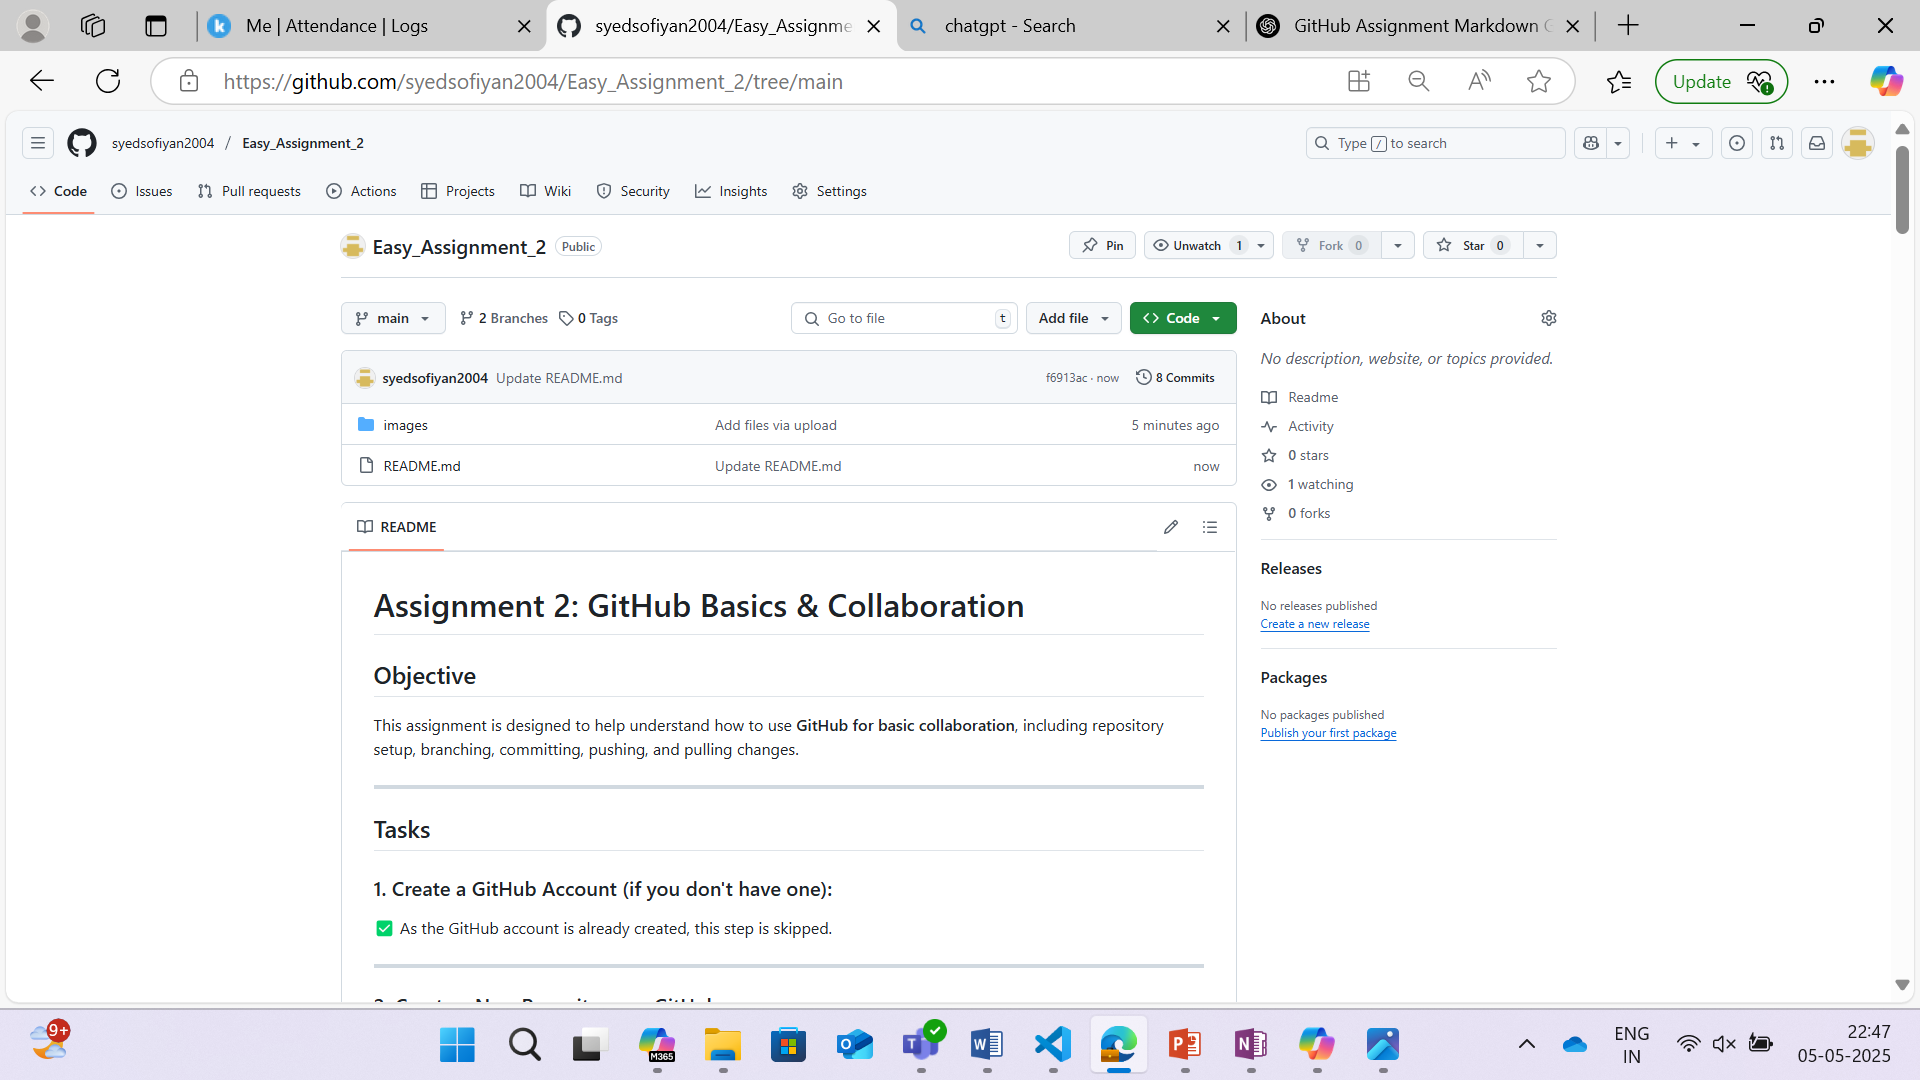 Me | Attendance | Logs
syedsofiyan2004/Easy_Assignme
chatgpt - Search
GitHub Assignment Markdown G
https://github.com/syedsofiyan2004/Easy_Assignment_2/tree/main
Update
syedsofiyan2004 / Easy_Assignment_2
Type / to search
Code
Issues
Pull requests
Actions
Projects
Wiki
Security
Insights
Settings
Easy_Assignment_2 Public
Pin
Unwatch 1
Fork 0
Star 0
main
2 Branches
0 Tags
Go to file t
Add file
Code
About
No description, website, or topics provided.
syedsofiyan2004 Update README.md f6913ac · now 8 Commits
images Add files via upload 5 minutes ago
README.md Update README.md now
Readme
Activity
0 stars
1 watching
0 forks
README
Assignment 2: GitHub Basics & Collaboration
Objective
This assignment is designed to help understand how to use GitHub for basic collaboration, including repository
setup, branching, committing, pushing, and pulling changes.
Tasks
1. Create a GitHub Account (if you don't have one):
✅ As the GitHub account is already created, this step is skipped.
Releases
No releases published
Create a new release
Packages
No packages published
Publish your first package
9+
M365
ENG
IN
22:47
05-05-2025